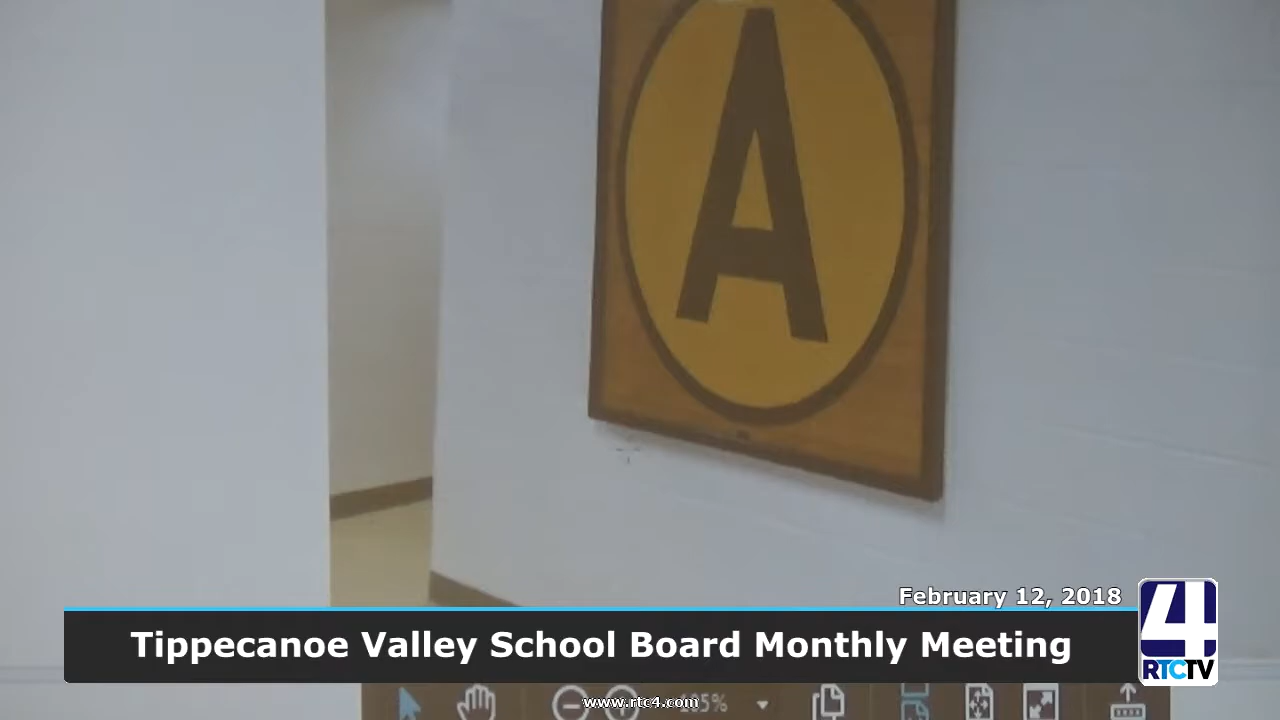 A
February 12, 2018
Tippecanoe Valley School Board Monthly Meeting
4
RTCTV
www.rtc4.com